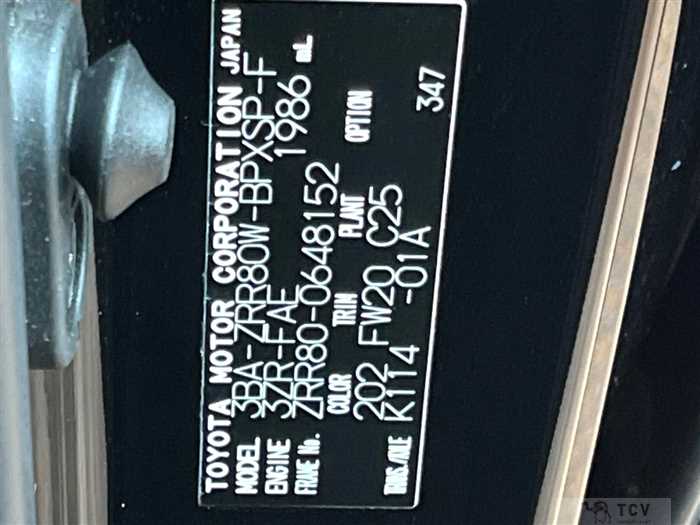 TOYOTA MOTOR CORPORATION JAPAN
MODEL 3BA-ZRR80W-BPXSP-F
ENGINE 3ZR-FAE 1986 mL
FRAME No. ZRR80-0648152
COLOR TRIM PLANT OPTION
202 FW20 C25
TRNS/AXLE K114 -01A 347
TCV